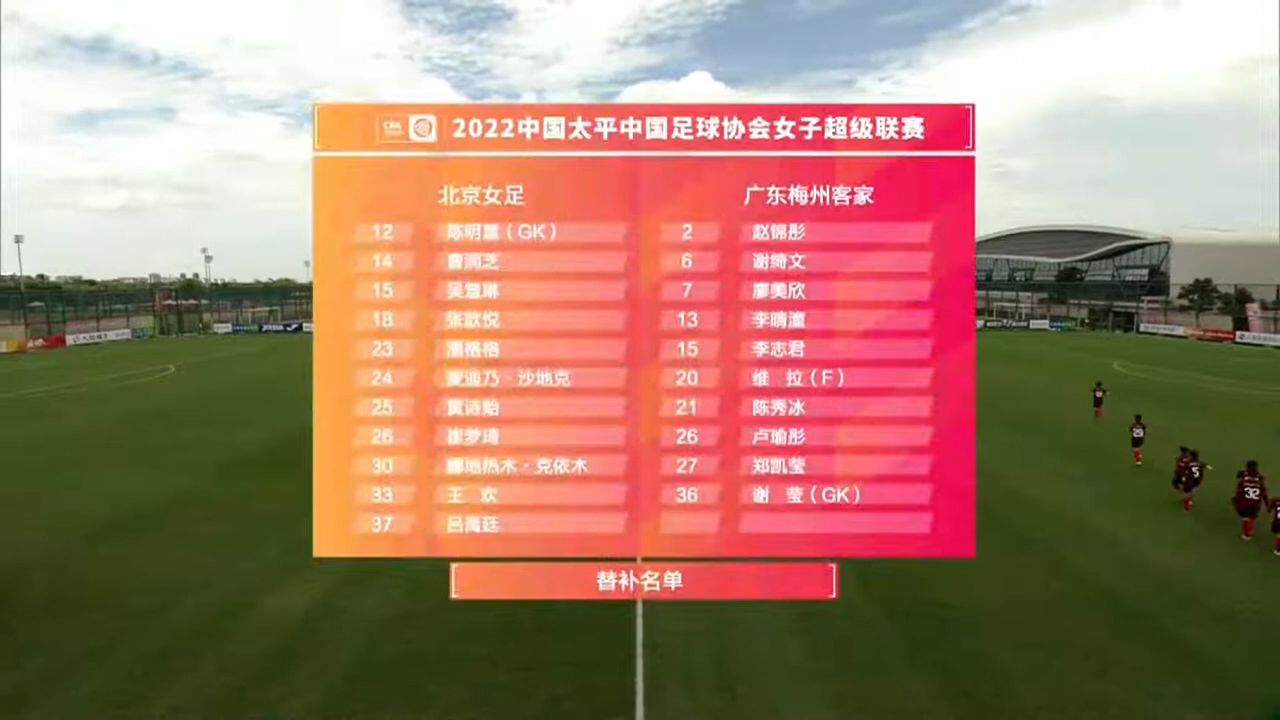 2022中国太平中国足球协会女子超级联赛
北京女足 广东梅州客家
12 陈明慧（GK） 2 赵锦彤
14 曹润芝 6 谢绮文
15 吴慧琳 7 廖美欣
18 张歆悦 13 李晴潼
23 潘格格 15 李志君
24 麦迪乃·沙地克 20 维 拉（F）
25 黄诗贻 21 陈秀冰
26 崔梦琦 26 卢瑜彤
30 娜地热木·克依木 27 郑凯莹
33 王 欢 36 谢 莹（GK）
37 吕禹廷
替补名单
29
5
32